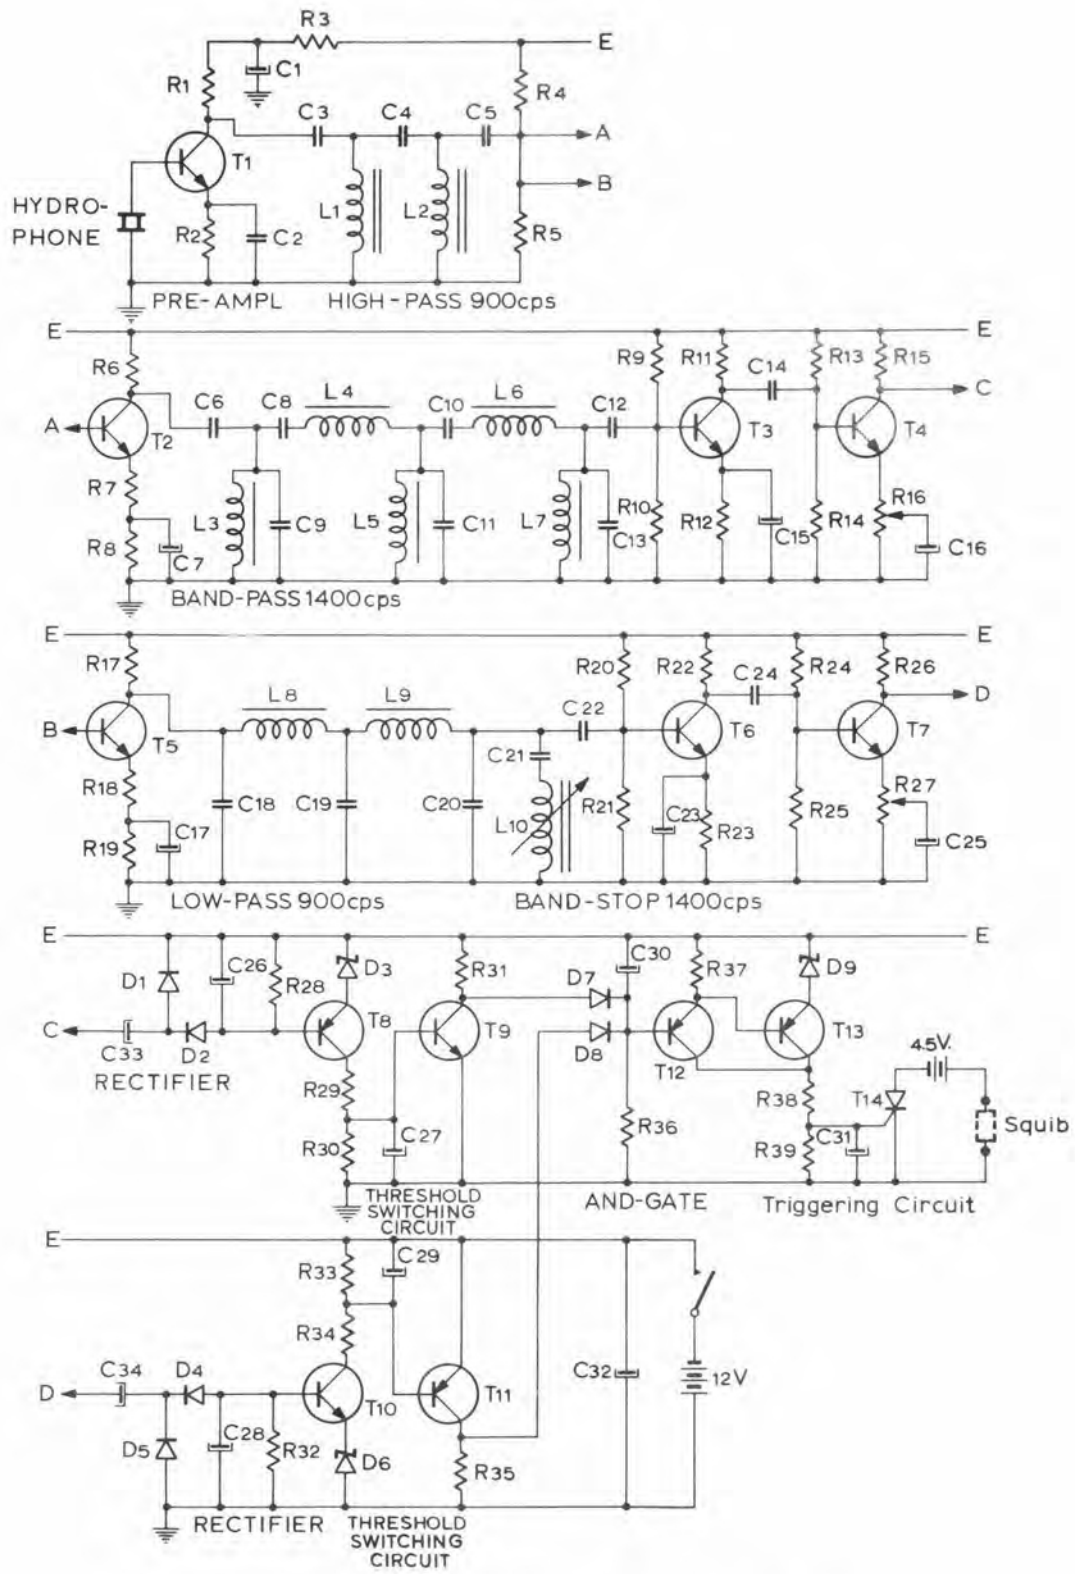 R3
E
C1
R1
R4
C3
C4
C5
A
T1
B
HYDRO-
PHONE
L1
L2
R2
C2
R5
PRE-AMPL
HIGH-PASS 900cps
E
E
R6
R9
R11
C14
R13
R15
C
L4
L6
C6
C8
C10
C12
A
T2
T3
T4
R7
R16
L3
C9
L5
C11
L7
C13
R10
R12
C15
R14
R8
C7
C16
BAND-PASS 1400cps
E
E
R17
R20
R22
C24
R24
R26
L8
L9
D
C22
B
T5
C21
T6
T7
R18
R27
C18
C19
C20
L10
R21
C23
R23
R25
C17
R19
C25
LOW-PASS 900cps
BAND-STOP 1400cps
E
E
D1
C26
R28
D3
R31
D7
C30
R37
D9
C
T8
T9
T13
C33
D2
D8
T12
RECTIFIER
4.5V.
R29
R38
T14
R36
Squib
R30
C27
R39
C31
THRESHOLD
SWITCHING
CIRCUIT
AND-GATE
Triggering Circuit
E
R33
C29
R34
C34
D4
C32
12V
D
T10
T11
D5
C28
R32
D6
R35
RECTIFIER
THRESHOLD
SWITCHING
CIRCUIT